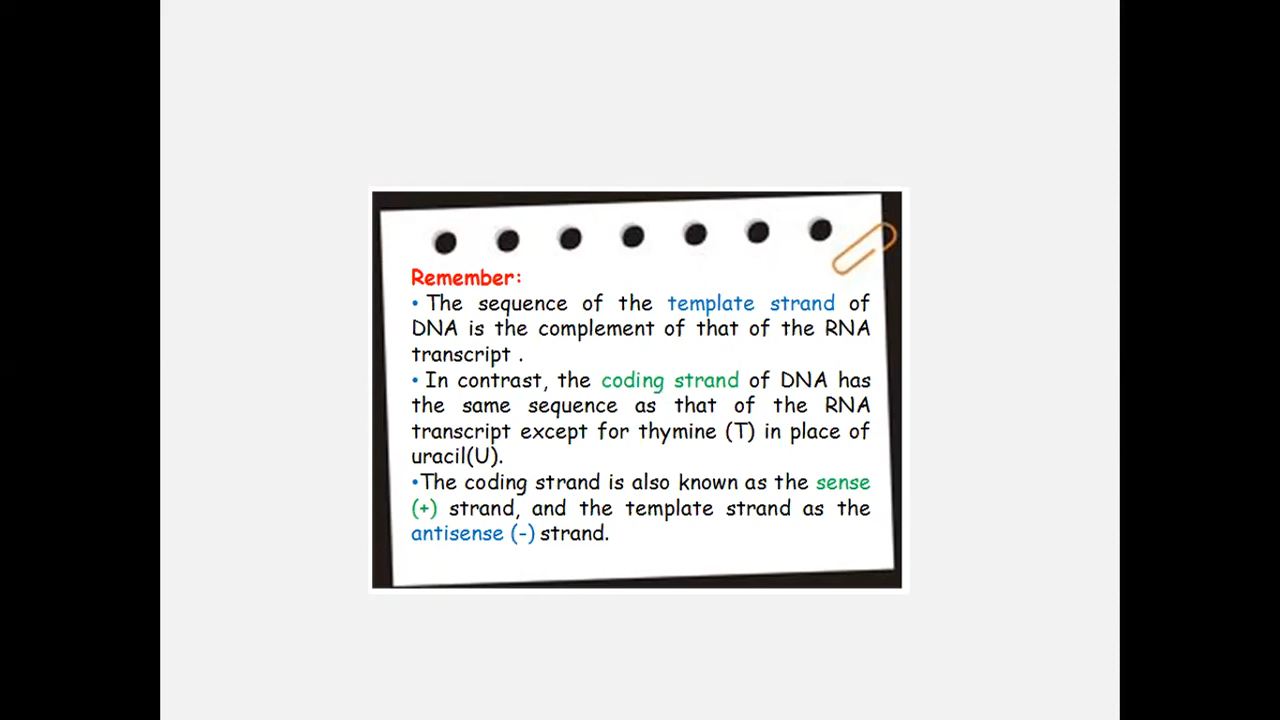 Remember:
• The sequence of the template strand of
DNA is the complement of that of the RNA
transcript .
• In contrast, the coding strand of DNA has
the same sequence as that of the RNA
transcript except for thymine (T) in place of
uracil(U).
•The coding strand is also known as the sense
(+) strand, and the template strand as the
antisense (-) strand.